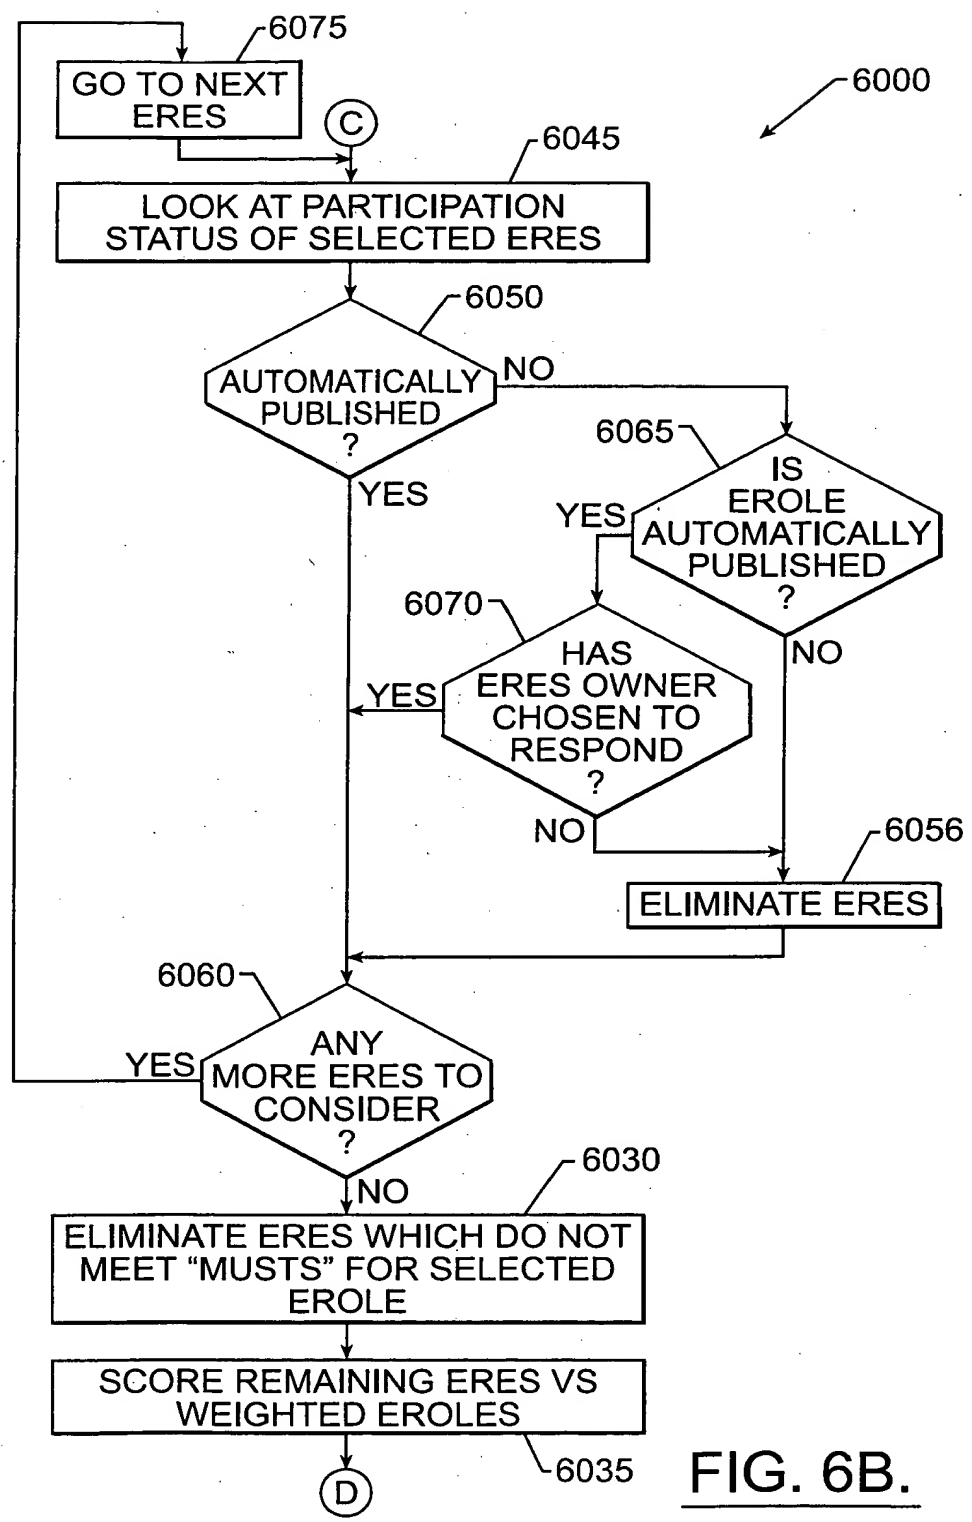 6075
GO TO NEXT
ERES
6000
C
6045
LOOK AT PARTICIPATION
STATUS OF SELECTED ERES
6050
AUTOMATICALLY
PUBLISHED
?
NO
YES
6065
IS
EROLE
AUTOMATICALLY
PUBLISHED
?
YES
NO
6070
HAS
ERES OWNER
CHOSEN TO
RESPOND
?
YES
NO
6056
ELIMINATE ERES
6060
ANY
MORE ERES TO
CONSIDER
?
YES
NO
6030
ELIMINATE ERES WHICH DO NOT
MEET “MUSTS” FOR SELECTED
EROLE
SCORE REMAINING ERES VS
WEIGHTED EROLES
6035
D
FIG. 6B.